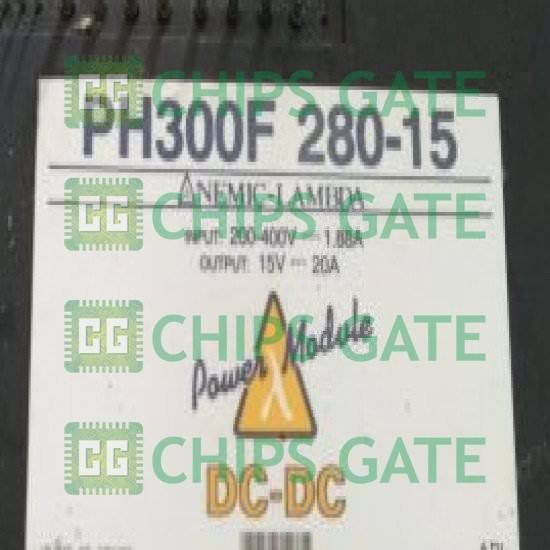 CHIPS GATE
PH300F 280-15
NEMIC-LAMBDA
CHIPS GATE
INPUT: 200-400V ⎓ 1.88A
OUTPUT: 15V ⎓ 20A
CHIPS GATE
Power Module
λ
CHIPS GATE
DC-DC